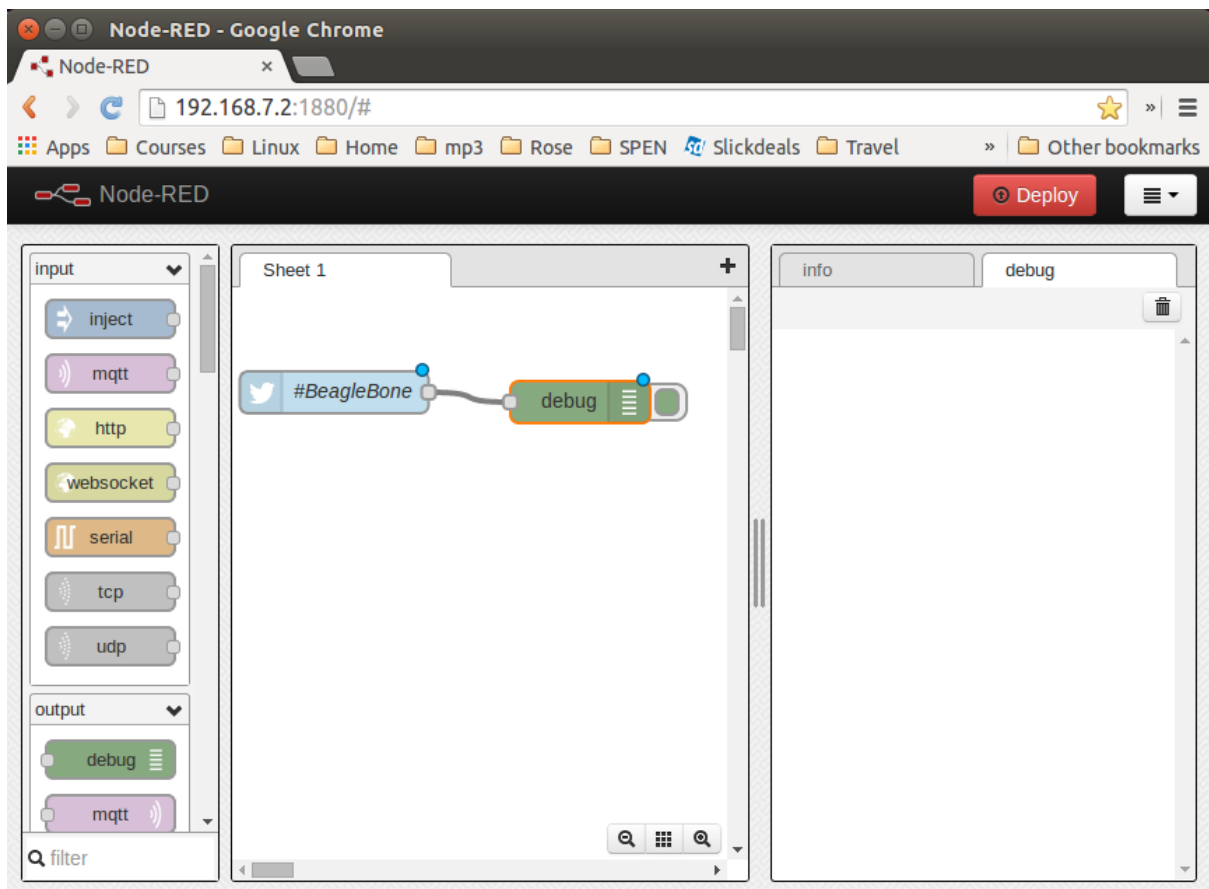 Node-RED - Google Chrome
Node-RED
192.168.7.2:1880/#
Apps Courses Linux Home mp3 Rose SPEN Slickdeals Travel » Other bookmarks
Node-RED Deploy
input
inject
mqtt
http
websocket
serial
tcp
udp
output
debug
mqtt
filter
Sheet 1
#BeagleBone
debug
info debug